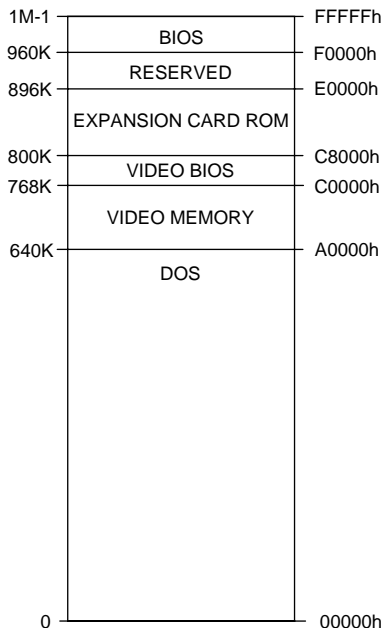 1M-1 FFFFFh
BIOS
960K F0000h
RESERVED
896K E0000h
EXPANSION CARD ROM
800K C8000h
VIDEO BIOS
768K C0000h
VIDEO MEMORY
640K A0000h
DOS
0 00000h